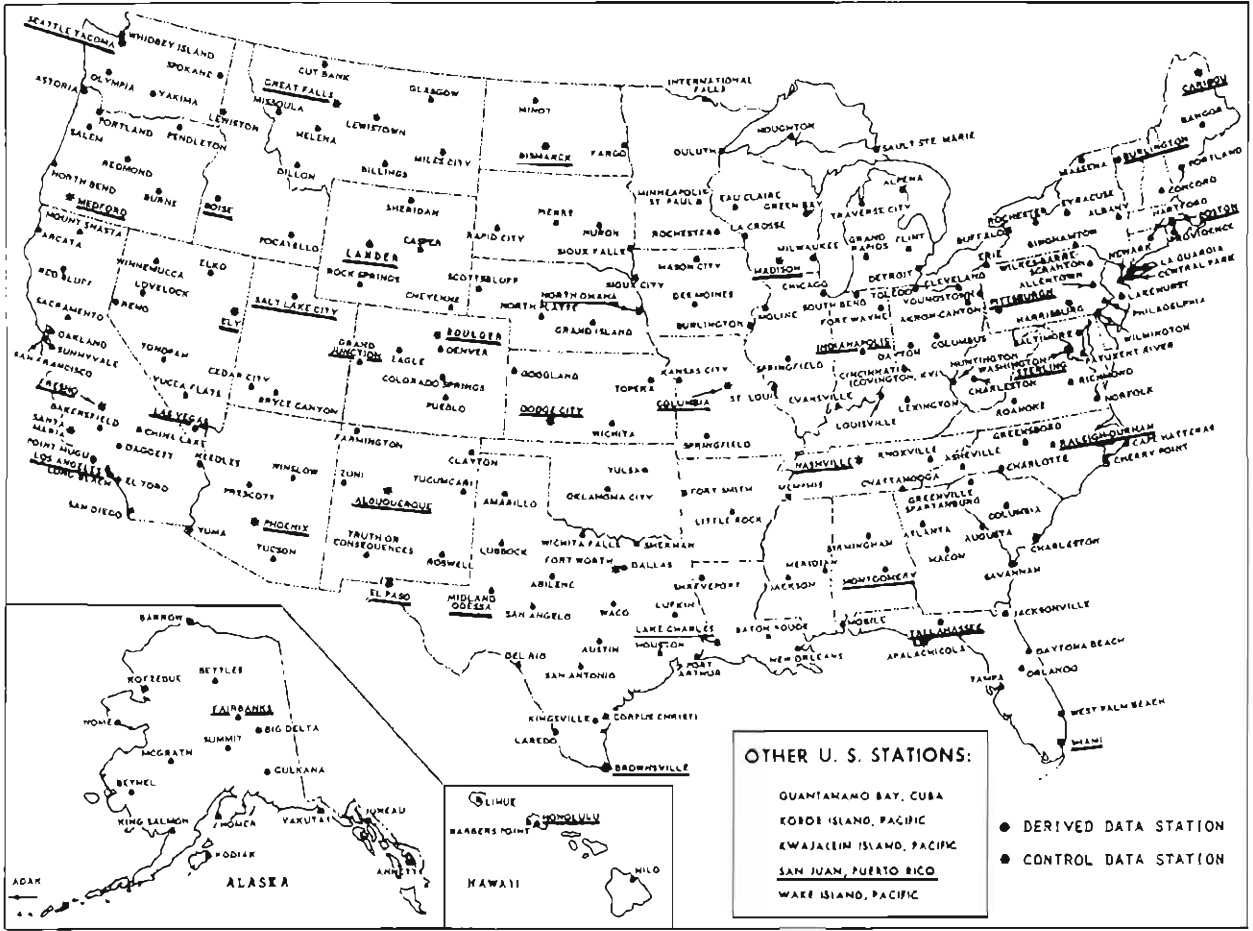 SEATTLE TACOMA
WHIDBEY ISLAND
SPOKANE
ASTORIA
OLYMPIA
YAKIMA
CUT BANK
GREAT FALLS
MISSOULA
GLASGOW
LEWISTON
LEWISTOWN
HELENA
PORTLAND
SALEM
PENDLETON
MILES CITY
BILLINGS
DILLON
MINOT
BISMARCK
FARGO
INTERNATIONAL
FALLS
DULUTH
HOUGHTON
SAULT STE MARIE
CARIBOU
BANGOR
BURLINGTON
MASSENA
PORTLAND
CONCORD
REDMOND
NORTH BEND
MEDFORD
BURNS
BOISE
MOUNT SHASTA
ARCATA
POCATELLO
SHERIDAN
LANDER
CASPER
ROCK SPRINGS
CHEYENNE
SCOTTSBLUFF
RAPID CITY
PIERRE
HURON
SIOUX FALLS
MINNEAPOLIS
ST PAUL
EAU CLAIRE
GREEN BAY
ROCHESTER
LA CROSSE
ALPENA
TRAVERSE CITY
MILWAUKEE
GRAND
RAPIDS
FLINT
MADISON
DETROIT
ROCHESTER
SYRACUSE
ALBANY
HARTFORD
BOSTON
PROVIDENCE
BUFFALO
BINGHAMTON
NEWARK
ERIE
WILKES-BARRE
SCRANTON
ALLENTOWN
LA GUARDIA
CENTRAL PARK
LAKEHURST
PHILADELPHIA
WILMINGTON
RED BLUFF
WINNEMUCCA
ELKO
LOVELOCK
RENO
SACRAMENTO
OAKLAND
SUNNYVALE
SAN FRANCISCO
ELY
TONOPAH
YUCCA FLATS
SALT LAKE CITY
CEDAR CITY
BRYCE CANYON
GRAND
JUNCTION
EAGLE
BOULDER
DENVER
COLORADO SPRINGS
PUEBLO
NORTH OMAHA
NORTH PLATTE
GRAND ISLAND
SIOUX CITY
MASON CITY
DES MOINES
BURLINGTON
MOLINE
CHICAGO
SOUTH BEND
FORT WAYNE
TOLEDO
CLEVELAND
YOUNGSTOWN
AKRON-CANTON
PITTSBURGH
HARRISBURG
INDIANAPOLIS
DAYTON
COLUMBUS
HUNTINGTON
BALTIMORE
WASHINGTON
STERLING
PATUXENT RIVER
RICHMOND
NORFOLK
CHARLESTON
ROANOKE
CINCINNATI
(COVINGTON, KY)
SPRINGFIELD
GOODLAND
TOPEKA
KANSAS CITY
COLUMBIA
ST LOUIS
EVANSVILLE
LEXINGTON
LOUISVILLE
DODGE CITY
WICHITA
SPRINGFIELD
FRESNO
BAKERSFIELD
SANTA
MARIA
POINT MUGU
LOS ANGELES
LONG BEACH
EL TORO
SAN DIEGO
CHINA LAKE
DAGGETT
LAS VEGAS
NEEDLES
PRESCOTT
WINSLOW
PHOENIX
YUMA
TUCSON
FARMINGTON
ZUNI
ALBUQUERQUE
CLAYTON
TUCUMCARI
TRUTH OR
CONSEQUENCES
ROSWELL
AMARILLO
TULSA
OKLAHOMA CITY
FORT SMITH
LITTLE ROCK
NASHVILLE
KNOXVILLE
MEMPHIS
CHATTANOOGA
ASHEVILLE
GREENSBORO
RALEIGH-DURHAM
CAPE HATTERAS
CHERRY POINT
CHARLOTTE
GREENVILLE
SPARTANBURG
COLUMBIA
ATLANTA
AUGUSTA
MACON
CHARLESTON
SAVANNAH
BIRMINGHAM
MERIDIAN
JACKSON
MONTGOMERY
LUBBOCK
WICHITA FALLS
SHERMAN
FORT WORTH
DALLAS
ABILENE
MIDLAND
ODESSA
SAN ANGELO
WACO
LUFKIN
SHREVEPORT
EL PASO
LAKE CHARLES
HOUSTON
PORT
ARTHUR
BATON ROUGE
NEW ORLEANS
MOBILE
TALLAHASSEE
APALACHICOLA
JACKSONVILLE
DAYTONA BEACH
ORLANDO
TAMPA
WEST PALM BEACH
MIAMI
DEL RIO
AUSTIN
SAN ANTONIO
KINGSVILLE
CORPUS CHRISTI
LAREDO
BROWNSVILLE
BARROW
BETTLES
KOTZEBUE
FAIRBANKS
NOME
BIG DELTA
SUMMIT
MCGRATH
GULKANA
BETHEL
KING SALMON
HOMER
YAKUTAT
JUNEAU
KODIAK
ANNETTE
ADAK
ALASKA
LIHUE
HONOLULU
BARBERS POINT
HILO
HAWAII
OTHER U. S. STATIONS:
GUANTANAMO BAY, CUBA
KOROR ISLAND, PACIFIC
KWAJALEIN ISLAND, PACIFIC
SAN JUAN, PUERTO RICO
WAKE ISLAND, PACIFIC
DERIVED DATA STATION
CONTROL DATA STATION